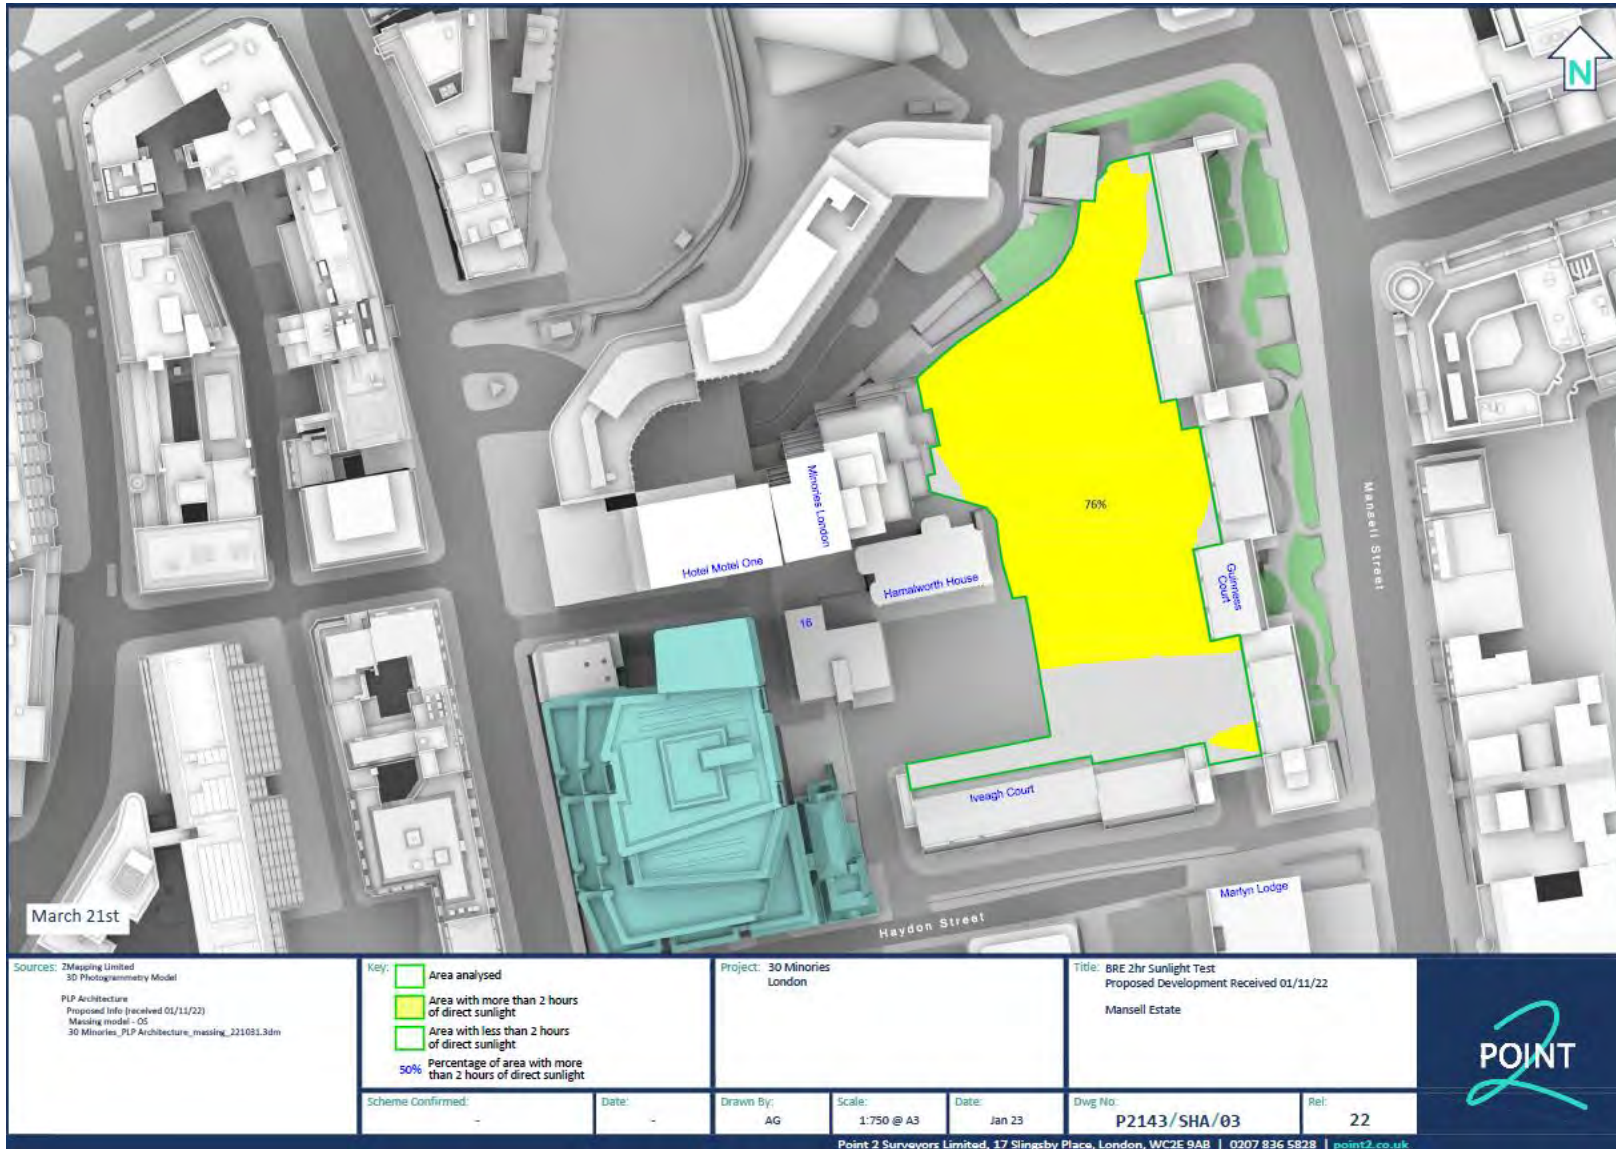 N
76%
Minories London
Hotel Motel One
Hamalworth House
16
Guinness
Court
Mansell Street
Iveagh Court
Martyn Lodge
Haydon Street
March 21st
Sources: ZMapping Limited
3D Photogrammetry Model
PLP Architecture
Proposed Info (received 01/11/22)
Massing model - OS
30 Minories_PLP Architecture_massing_221031.3dm
Key:
Area analysed
Area with more than 2 hours
of direct sunlight
Area with less than 2 hours
of direct sunlight
50% Percentage of area with more
than 2 hours of direct sunlight
Project: 30 Minories
London
Title: BRE 2hr Sunlight Test
Proposed Development Received 01/11/22
Mansell Estate
Scheme Confirmed:
-
Date:
-
Drawn By:
AG
Scale:
1:750 @ A3
Date:
Jan 23
Dwg No:
P2143/SHA/03
Rel:
22
POINT 2
Point 2 Surveyors Limited, 17 Slingsby Place, London, WC2E 9AB | 0207 836 5828 | point2.co.uk